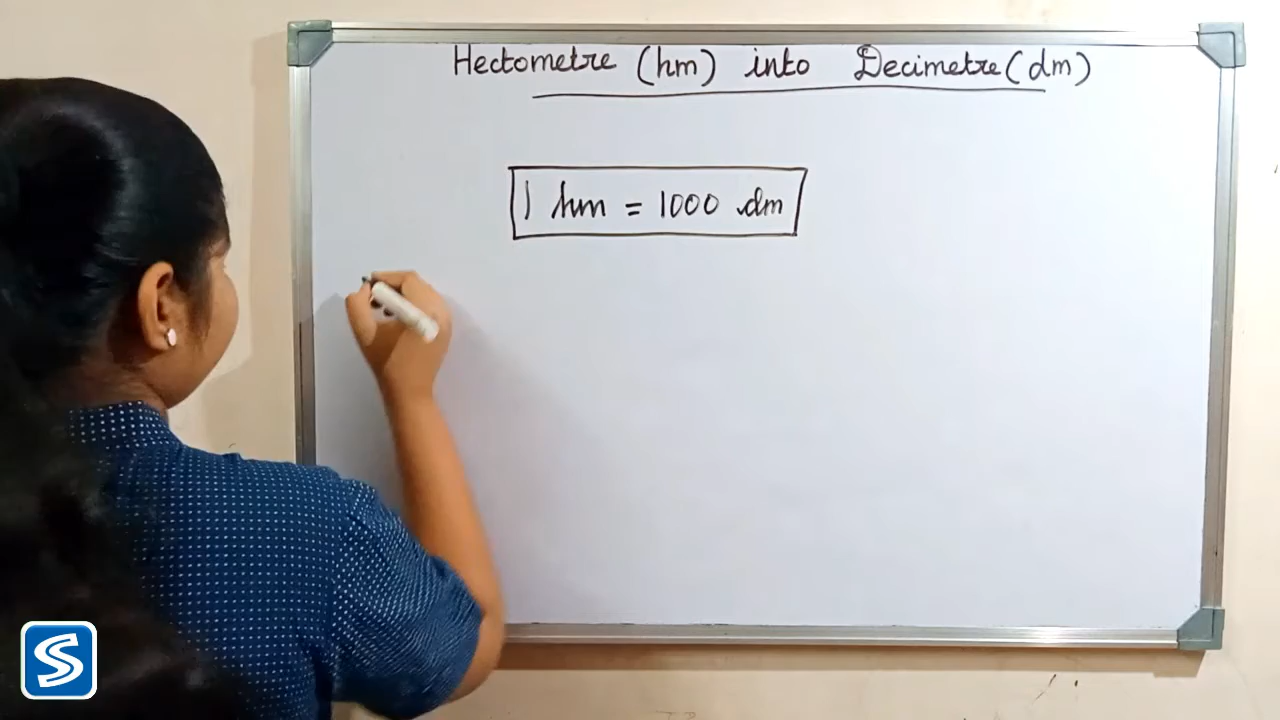 Hectometre (hm) into Decimetre (dm)
1 hm = 1000 dm
S